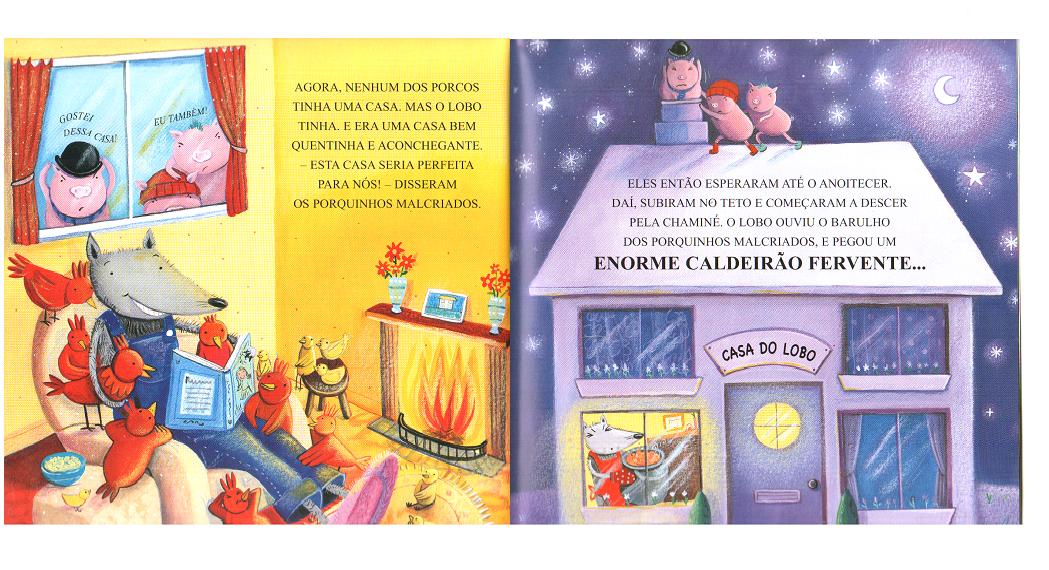 GOSTEI
DESSA CASA!
EU TAMBÉM!
AGORA, NENHUM DOS PORCOS
TINHA UMA CASA. MAS O LOBO
TINHA. E ERA UMA CASA BEM
QUENTINHA E ACONCHEGANTE.
– ESTA CASA SERIA PERFEITA
PARA NÓS! – DISSERAM
OS PORQUINHOS MALCRIADOS.
ELES ENTÃO ESPERARAM ATÉ O ANOITECER.
DAÍ, SUBIRAM NO TETO E COMEÇARAM A DESCER
PELA CHAMINÉ. O LOBO OUVIU O BARULHO
DOS PORQUINHOS MALCRIADOS, E PEGOU UM
ENORME CALDEIRÃO FERVENTE...
CASA DO LOBO